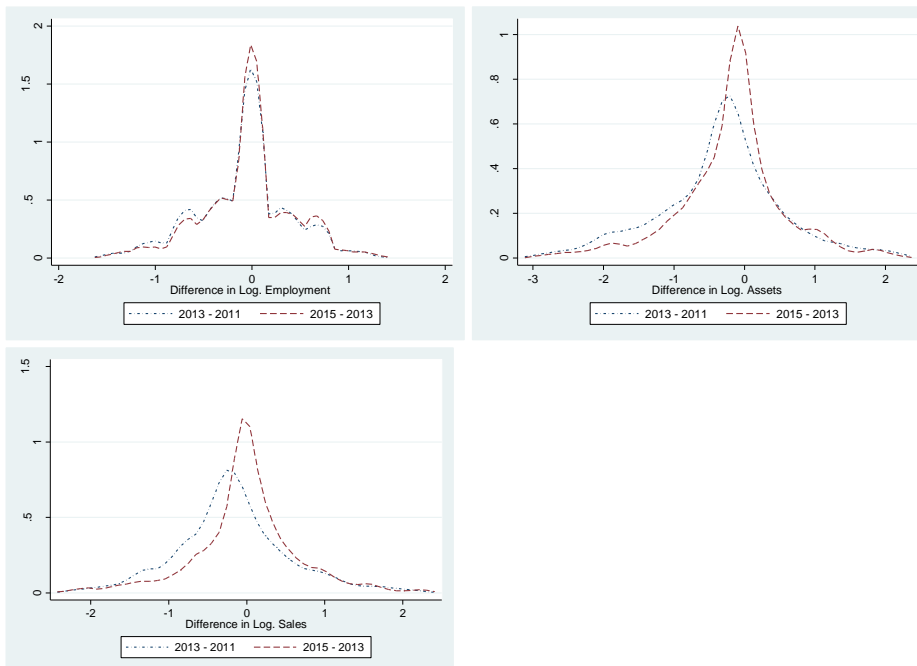 2
1.5
1
.5
0
-2 -1 0 1 2
Difference in Log. Employment
2013 - 2011 2015 - 2013
1
.8
.6
.4
.2
0
-3 -2 -1 0 1 2
Difference in Log. Assets
2013 - 2011 2015 - 2013
1.5
1
.5
0
-2 -1 0 1 2
Difference in Log. Sales
2013 - 2011 2015 - 2013